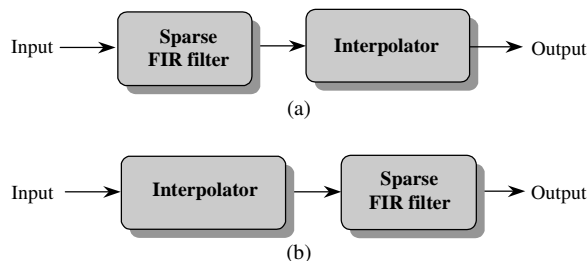 Input
Sparse
FIR filter
Interpolator
Output
(a)
Input
Interpolator
Sparse
FIR filter
Output
(b)